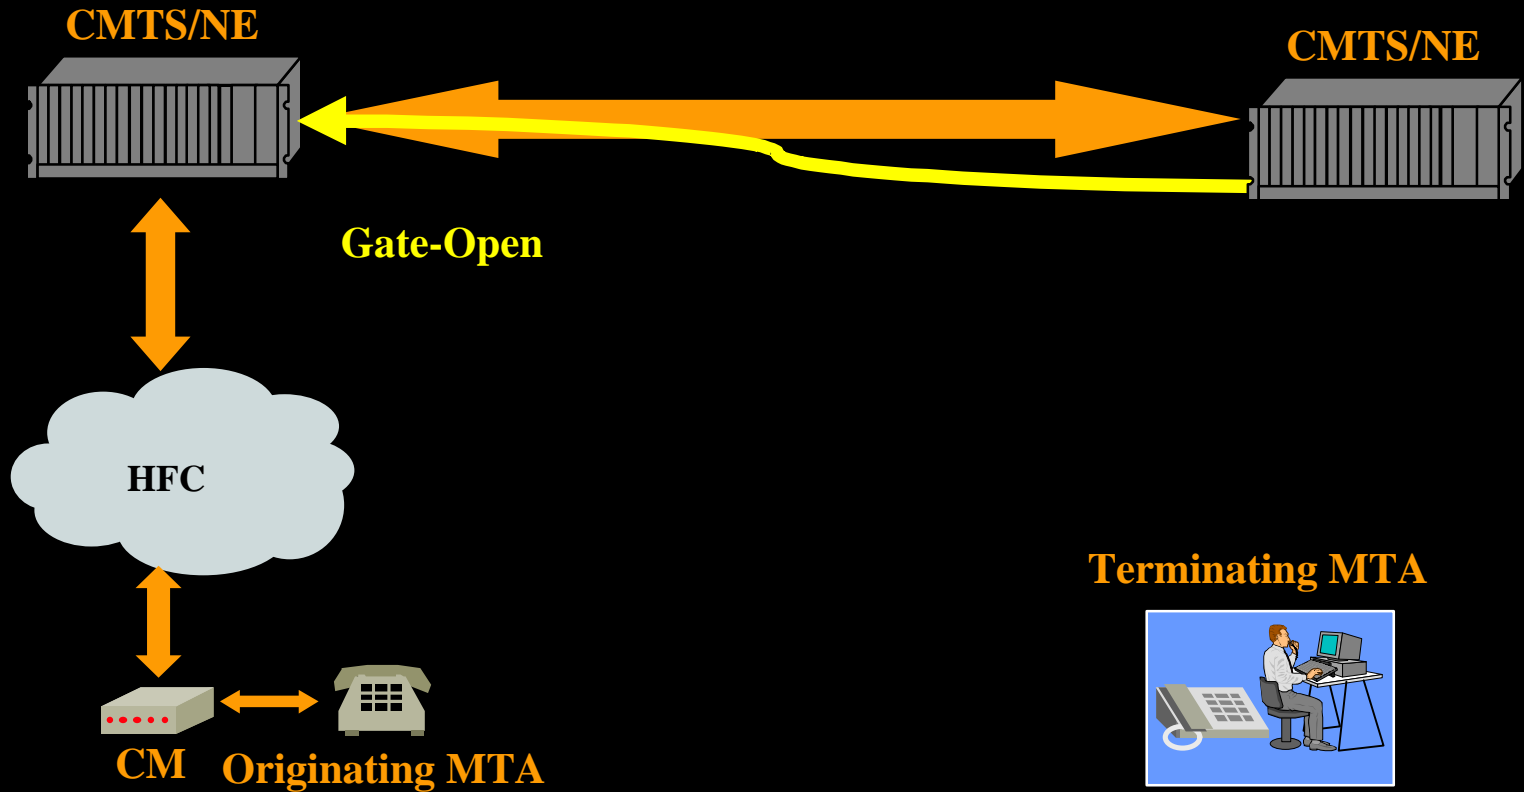 CMTS/NE
CMTS/NE
Gate-Open
HFC
Terminating MTA
CM
Originating MTA